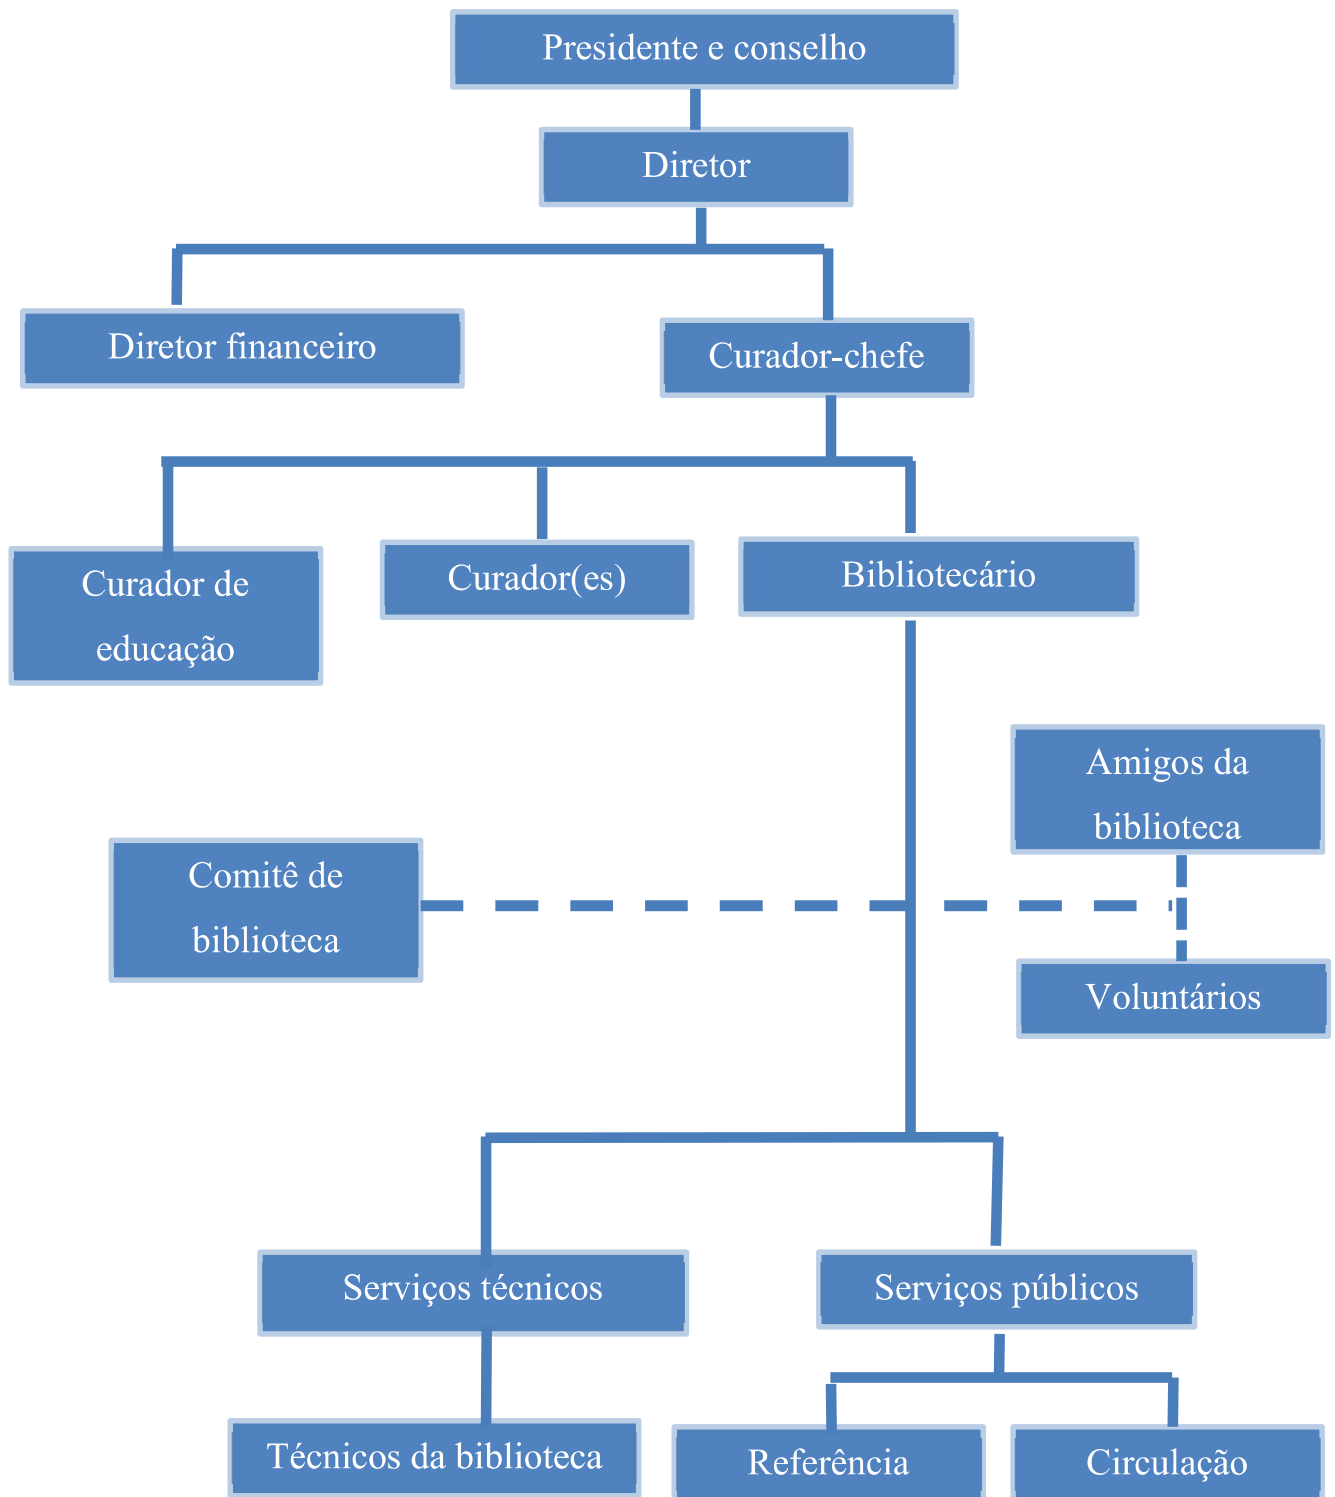 Presidente e conselho
Diretor
Diretor financeiro
Curador-chefe
Curador de
educação
Curador(es)
Bibliotecário
Amigos da
biblioteca
Comitê de
biblioteca
Voluntários
Serviços técnicos
Serviços públicos
Técnicos da biblioteca
Referência
Circulação